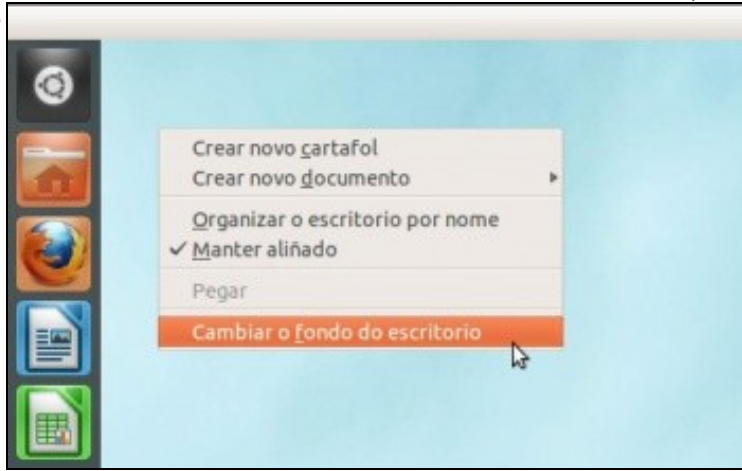 Crear novo cartafol
Crear novo documento
Organizar o escritorio por nome
Manter aliñado
Pegar
Cambiar o fondo do escritorio